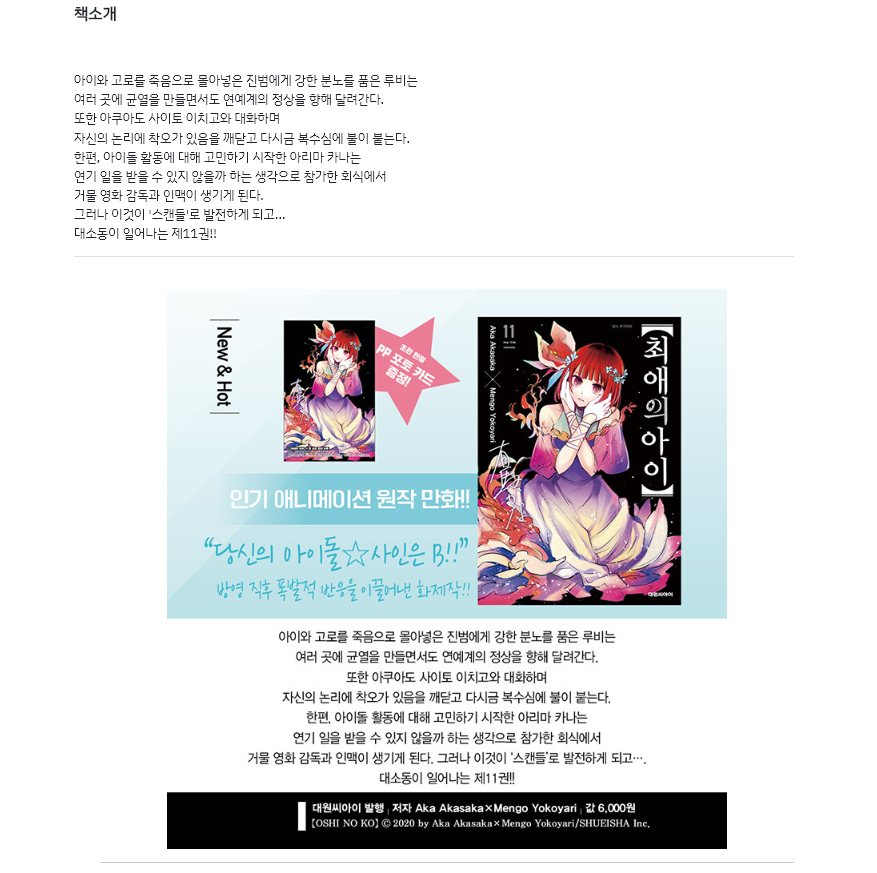 책소개
아이와 고로를 죽음으로 몰아넣은 진범에게 강한 분노를 품은 루비는
여러 곳에 균열을 만들면서도 연예계의 정상을 향해 달려간다.
또한 아쿠아도 사이토 이치고와 대화하며
자신의 논리에 착오가 있음을 깨닫고 다시금 복수심에 불이 붙는다.
한편, 아이돌 활동에 대해 고민하기 시작한 아리마 카나는
연기 일을 받을 수 있지 않을까 하는 생각으로 참가한 회식에서
거물 영화 감독과 인맥이 생기게 된다.
그러나 이것이 '스캔들'로 발전하게 되고...
대소동이 일어나는 제11권!!
New & Hot
초판 한정
PP 포토 카드
증정!
11
Aka Akasaka × Mengo Yokoyari
【최애의 아이】
대원씨아이
인기 애니메이션 원작 만화!!
“당신의 아이돌☆사인은 B!!”
방영 직후 폭발적 반응을 이끌어낸 화제작!!
아이와 고로를 죽음으로 몰아넣은 진범에게 강한 분노를 품은 루비는
여러 곳에 균열을 만들면서도 연예계의 정상을 향해 달려간다.
또한 아쿠아도 사이토 이치고와 대화하며
자신의 논리에 착오가 있음을 깨닫고 다시금 복수심에 불이 붙는다.
한편, 아이돌 활동에 대해 고민하기 시작한 아리마 카나는
연기 일을 받을 수 있지 않을까 하는 생각으로 참가한 회식에서
거물 영화 감독과 인맥이 생기게 된다. 그러나 이것이 ‘스캔들’로 발전하게 되고….
대소동이 일어나는 제11권!!
대원씨아이 발행 | 저자 Aka Akasaka×Mengo Yokoyari | 값 6,000원
【OSHI NO KO】 © 2020 by Aka Akasaka×Mengo Yokoyari/SHUEISHA Inc.